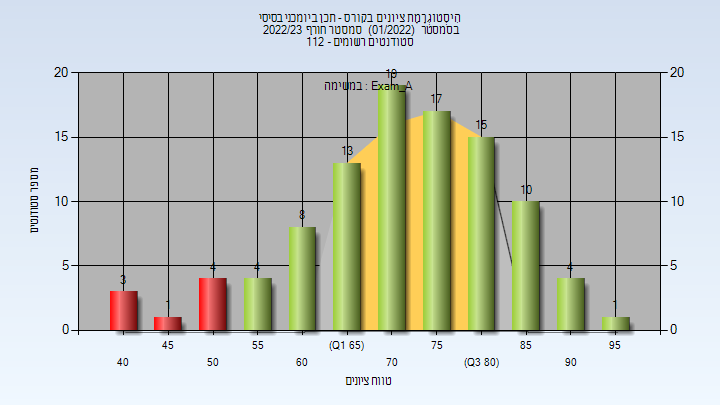 היסטוגרמת ציונים בקורס - תכן ביומכני בסיסי
בסמסטר (01/2022) סמסטר חורף 2022/23
סטודנטים רשומים - 112
במשימה : Exam_A
מספר סטודנטים
20 20
15 15
10 10
5 5
0 0
3 1 4 4 8 13 19 17 15 10 4 1
45 55 (Q1 65) 75 85 95
40 50 60 70 (Q3 80) 90
טווח ציונים